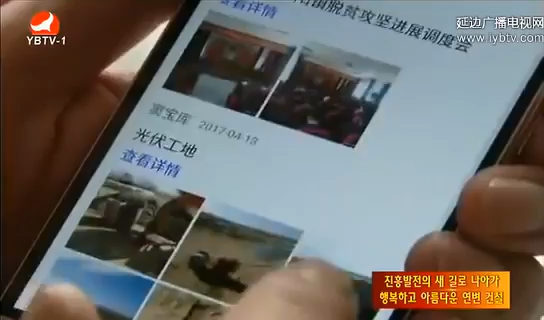 延边广播电视网
www.iybtv.com
YBTV-1
脱贫攻坚进展调度会
查看详情
2017-04-18
光伏工地
查看详情
진흥발전의 새 길로 나아가
행복하고 아름다운 연변 건설